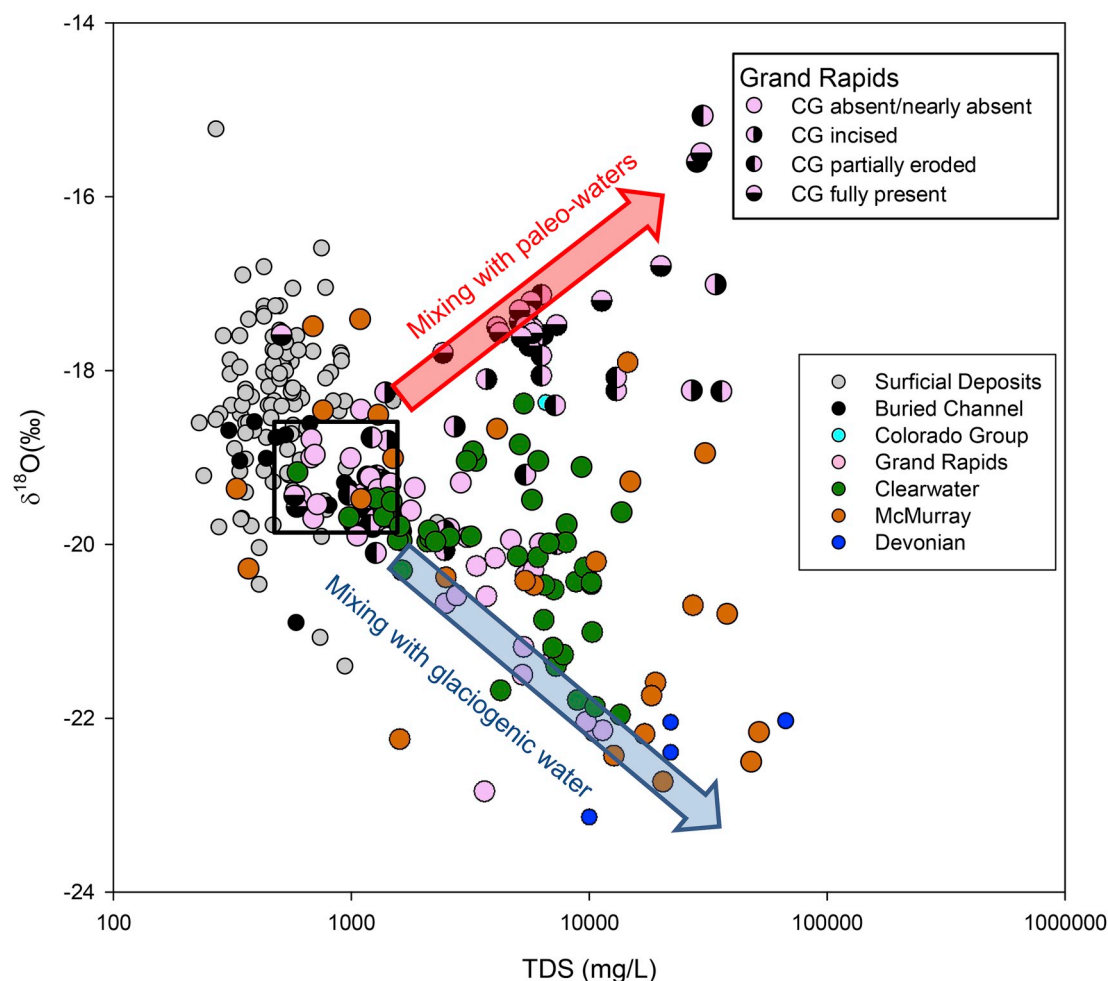 -14
-16
-18
-20
-22
-24
δ18O(‰)
Grand Rapids
CG absent/nearly absent
CG incised
CG partially eroded
CG fully present
Mixing with paleo-waters
Surficial Deposits
Buried Channel
Colorado Group
Grand Rapids
Clearwater
McMurray
Devonian
Mixing with glaciogenic water
100
1000
10000
100000
1000000
TDS (mg/L)